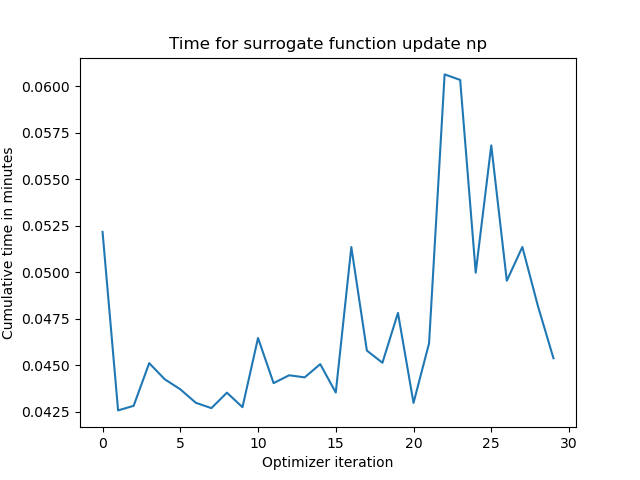 Time for surrogate function update np
Cumulative time in minutes
0.0600
0.0575
0.0550
0.0525
0.0500
0.0475
0.0450
0.0425
0 5 10 15 20 25 30
Optimizer iteration